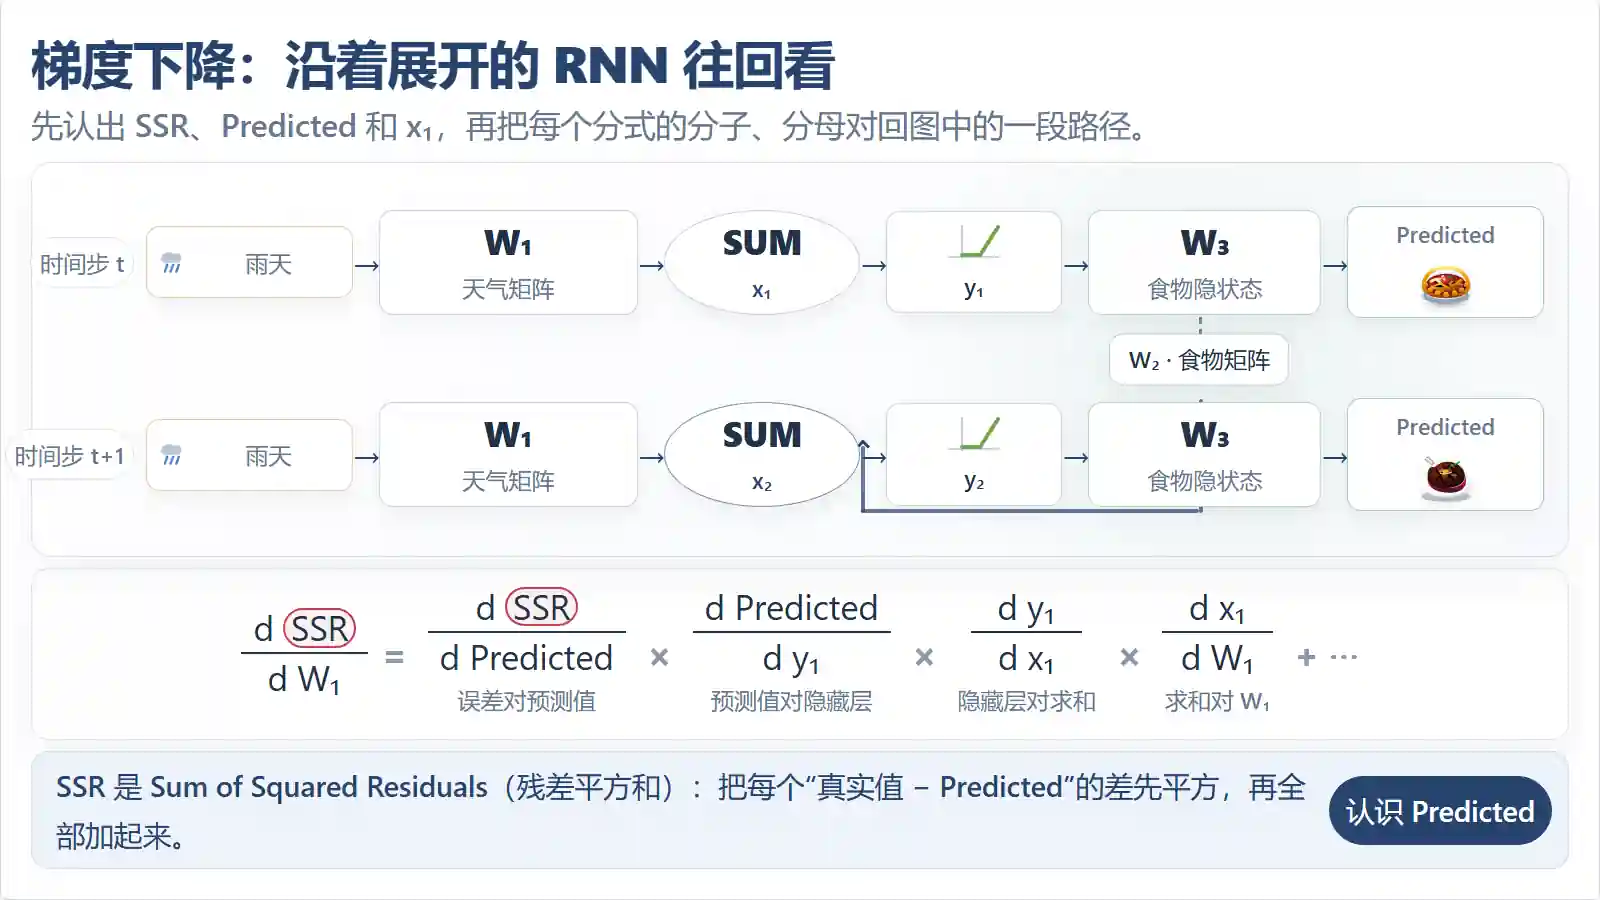 梯度下降：沿着展开的 RNN 往回看
先认出 SSR、Predicted 和 x₁，再把每个分式的分子、分母对回图中的一段路径。
时间步 t
雨天
W₁
天气矩阵
SUM
x₁
y₁
W₃
食物隐状态
Predicted
W₂ · 食物矩阵
时间步 t+1
雨天
W₁
天气矩阵
SUM
x₂
y₂
W₃
食物隐状态
Predicted
d SSR
d W₁
=
d SSR
d Predicted
误差对预测值
×
d Predicted
d y₁
预测值对隐藏层
×
d y₁
d x₁
隐藏层对求和
×
d x₁
d W₁
求和对 W₁
+ ···
SSR 是 Sum of Squared Residuals（残差平方和）：把每个“真实值 − Predicted”的差先平方，再全
部加起来。
认识 Predicted